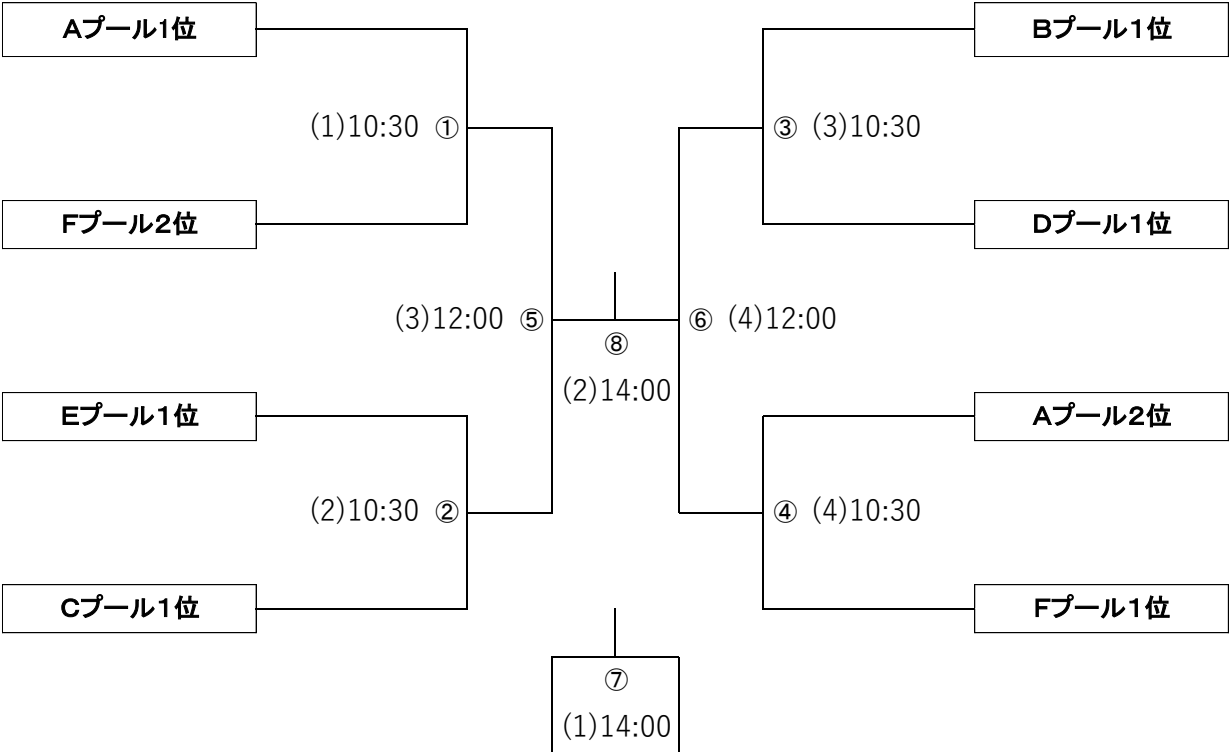 Aプール1位
Bプール1位
(1)10:30 ①
③ (3)10:30
Fプール2位
Dプール1位
(3)12:00 ⑤
⑥ (4)12:00
⑧
(2)14:00
Eプール1位
Aプール2位
(2)10:30 ②
④ (4)10:30
Cプール1位
Fプール1位
⑦
(1)14:00